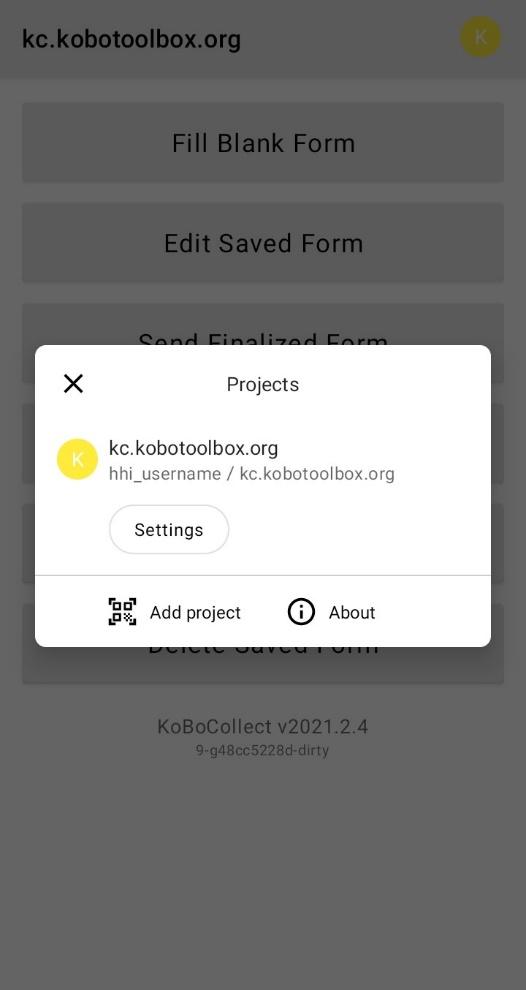 kc.kobotoolbox.org
K
Fill Blank Form
Edit Saved Form
Send Finalized Form
Projects
K
kc.kobotoolbox.org
hhi_username / kc.kobotoolbox.org
Settings
Add project
About
Delete Saved Form
KoBoCollect v2021.2.4
9-g48cc5228d-dirty